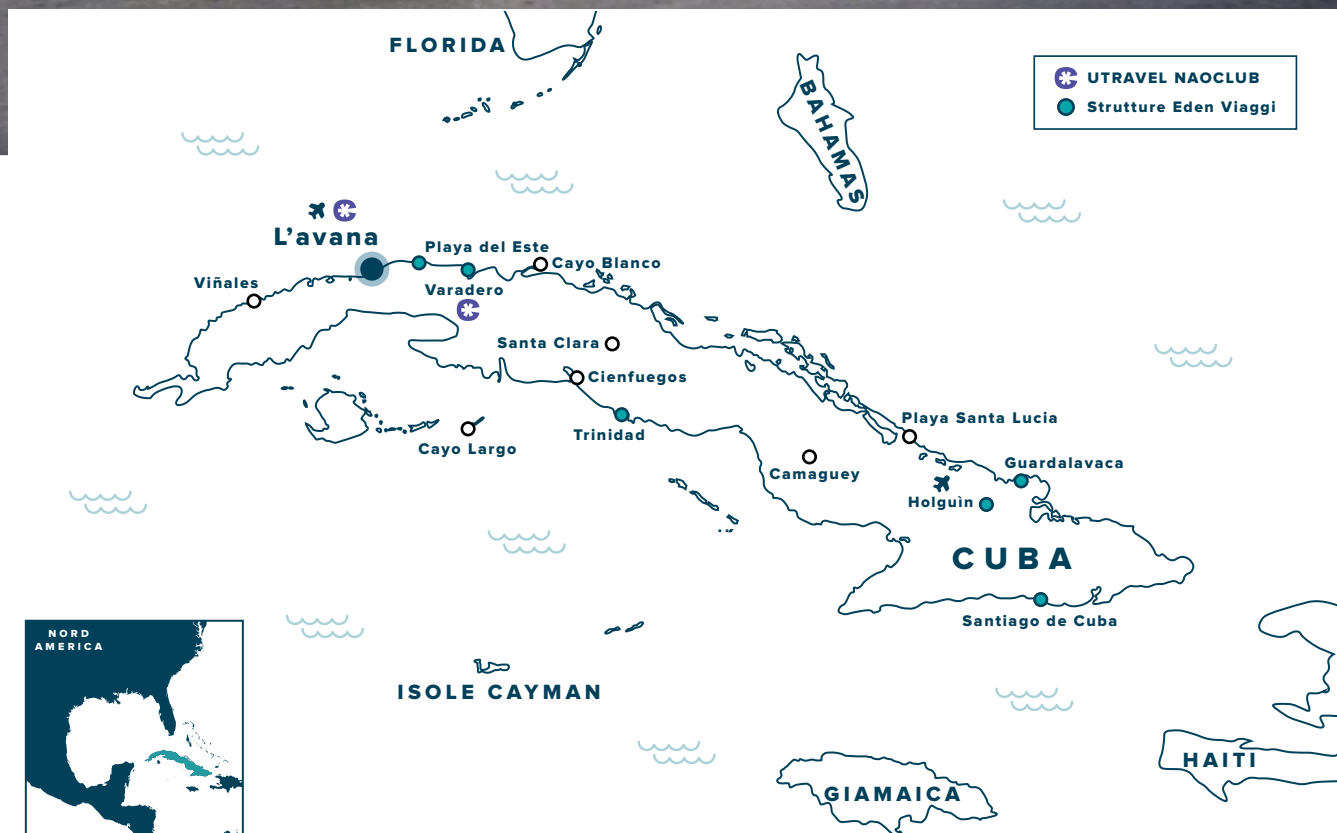 FLORIDA
BAHAMAS
UTRAVEL NAOCLUB
Strutture Eden Viaggi
L'avana
Playa del Este
Cayo Blanco
Viñales
Varadero
Santa Clara
Cienfuegos
Playa Santa Lucia
Trinidad
Cayo Largo
Guardalavaca
Camaguey
Holguìn
CUBA
Santiago de Cuba
NORD
AMERICA
ISOLE CAYMAN
HAITI
GIAMAICA